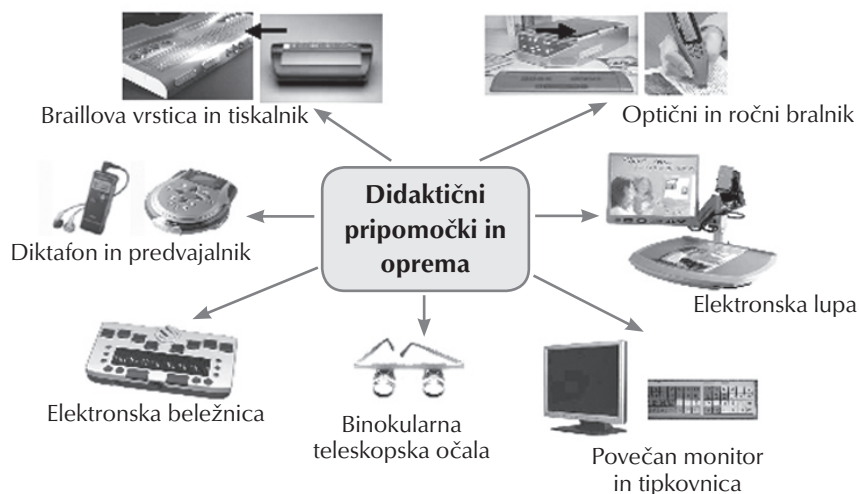 Braillova vrstica in tiskalnik
Optični in ročni bralnik
Didaktični
pripomočki in
oprema
Diktafon in predvajalnik
Elektronska lupa
Elektronska beležnica
Binokularna
teleskopska očala
Povečan monitor
in tipkovnica